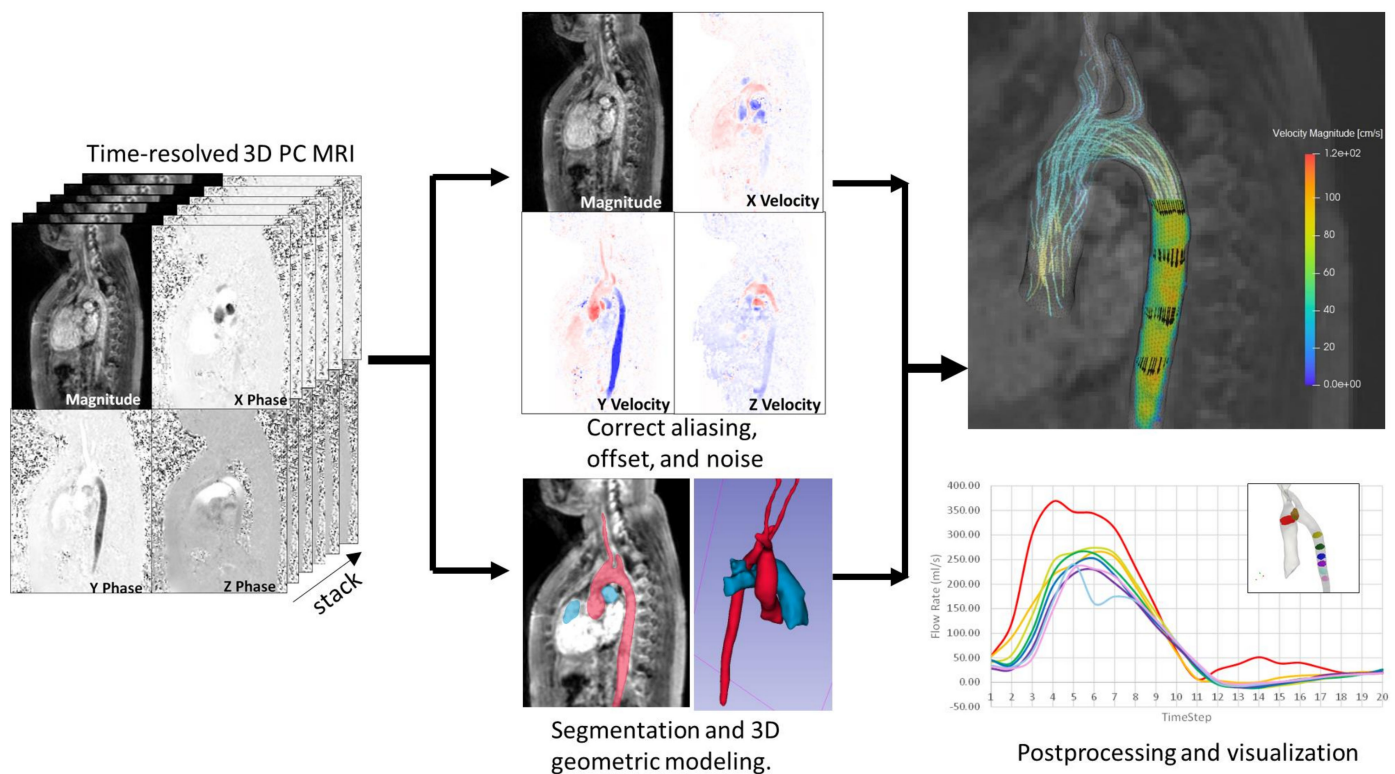 Time-resolved 3D PC MRI
Magnitude
X Phase
Y Phase
Z Phase
stack
Magnitude
X Velocity
Y Velocity
Z Velocity
Correct aliasing,
offset, and noise
Segmentation and 3D
geometric modeling.
Velocity Magnitude [cm/s]
1.2e+02
100
80
60
40
20
0.0e+00
Flow Rate (ml/s)
400.00
350.00
300.00
250.00
200.00
150.00
100.00
50.00
0.00
-50.00
1 2 3 4 5 6 7 8 9 10 11 12 13 14 15 16 17 18 19 20
TimeStep
Postprocessing and visualization